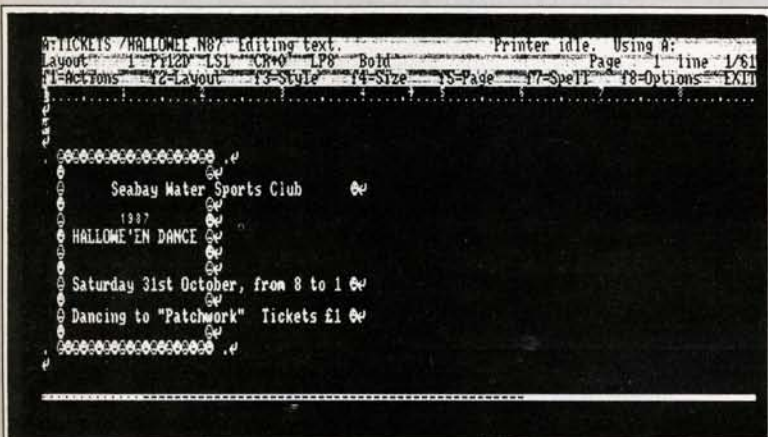 A:TICKETS /HALLOWEE.N87 Editing text. Printer idle. Using A:
Layout 1 Pi12D LS1 CR+0 LP8 Bold Page 1 line 1/61
f1=Actions f2=Layout f3=Style f4=Size f5=Page f7=Spell f8=Options EXIT
Seabay Water Sports Club
1987
HALLOWE'EN DANCE
Saturday 31st October, from 8 to 1
Dancing to "Patchwork" Tickets £1